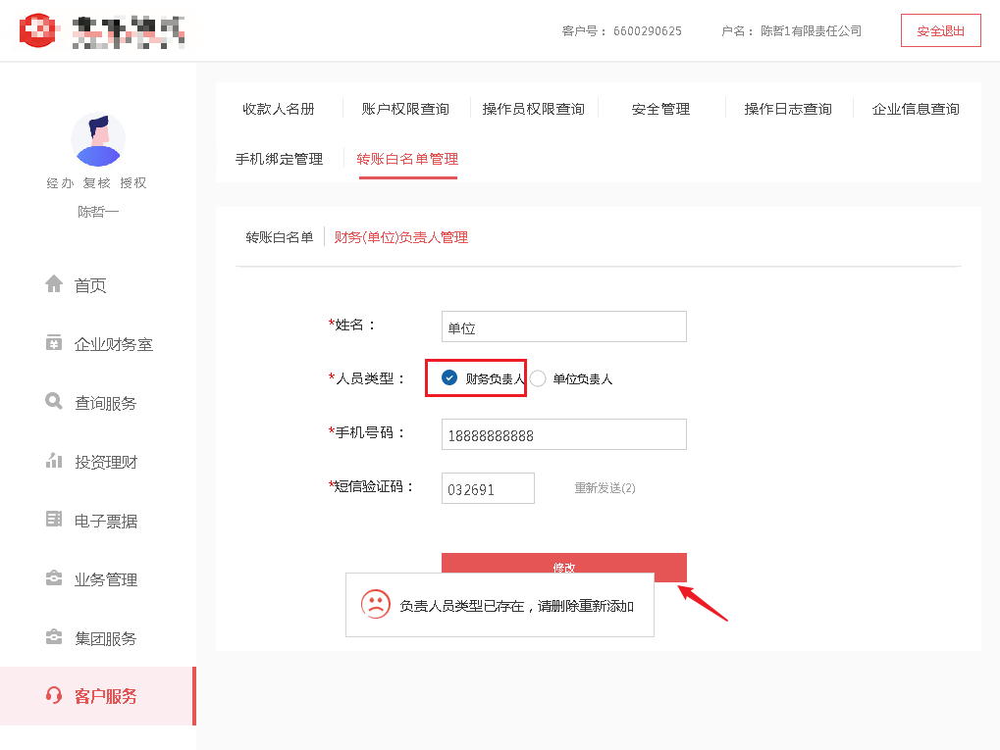 客户号： 6600290625 户名： 陈哲1有限责任公司 安全退出
收款人名册 账户权限查询 操作员权限查询 安全管理 操作日志查询 企业信息查询
手机绑定管理 转账白名单管理
经办 复核 授权
陈哲一
首页
企业财务室
查询服务
投资理财
电子票据
业务管理
集团服务
客户服务
转账白名单 财务(单位)负责人管理
*姓名： 单位
*人员类型： 财务负责人 单位负责人
*手机号码： 18888888888
*短信验证码： 032691 重新发送(2)
修改
负责人员类型已存在，请删除重新添加